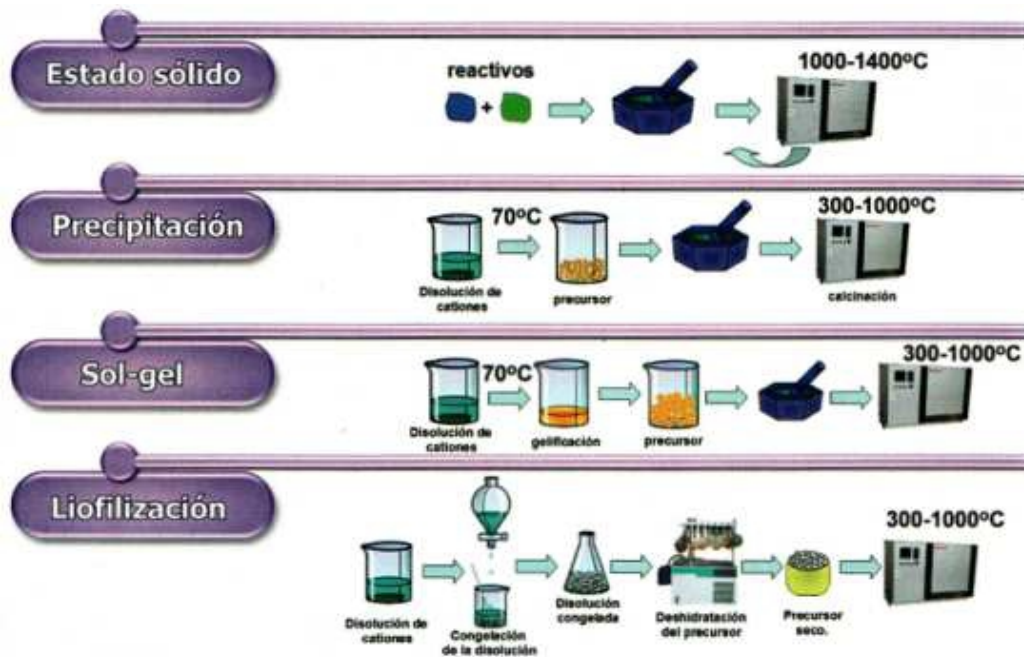 Estado sólido
reactivos
+
1000-1400ºC
Precipitación
70ºC
300-1000ºC
Disolución de
cationes
precursor
calcinación
Sol-gel
70ºC
300-1000ºC
Disolución de
cationes
gelificación
precursor
Liofilización
300-1000ºC
Disolución de
cationes
Congelación
de la disolución
Disolución
congelada
Deshidratación
del precursor
Precursor
seco.